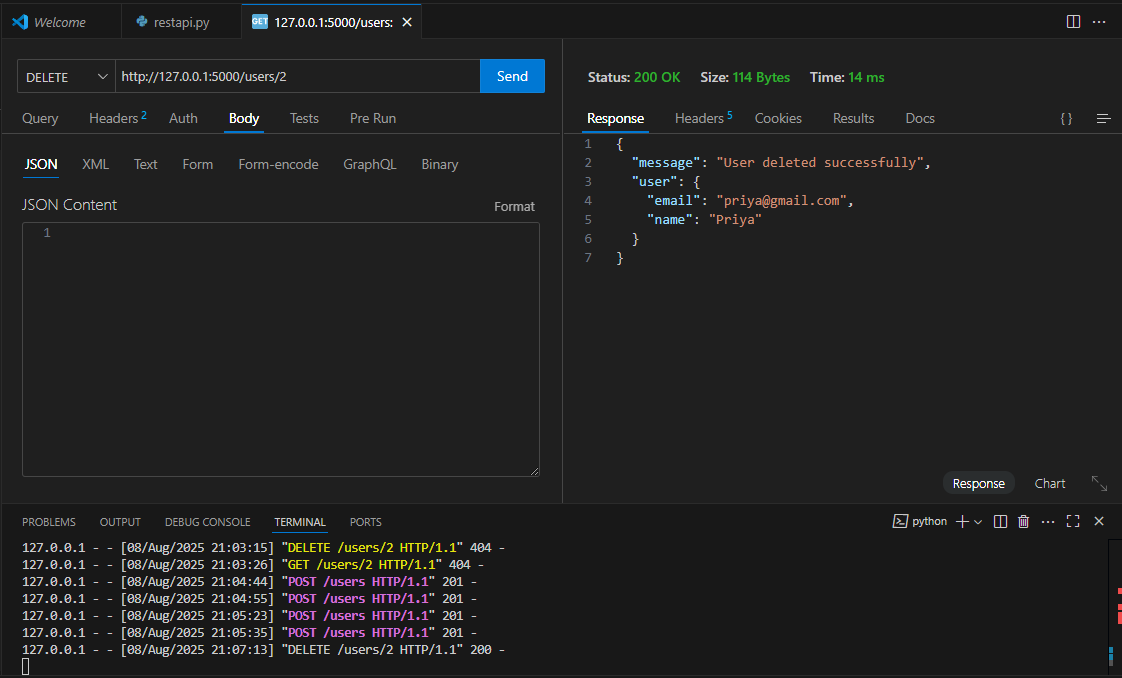 Welcome restapi.py GET 127.0.0.1:5000/users:
DELETE http://127.0.0.1:5000/users/2 Send
Query Headers 2 Auth Body Tests Pre Run
JSON XML Text Form Form-encode GraphQL Binary
JSON Content Format
1
Status: 200 OK Size: 114 Bytes Time: 14 ms
Response Headers 5 Cookies Results Docs { }
1 {
2 "message": "User deleted successfully",
3 "user": {
4 "email": "priya@gmail.com",
5 "name": "Priya"
6 }
7 }
Response Chart
PROBLEMS OUTPUT DEBUG CONSOLE TERMINAL PORTS python
127.0.0.1 - - [08/Aug/2025 21:03:15] "DELETE /users/2 HTTP/1.1" 404 -
127.0.0.1 - - [08/Aug/2025 21:03:26] "GET /users/2 HTTP/1.1" 404 -
127.0.0.1 - - [08/Aug/2025 21:04:44] "POST /users HTTP/1.1" 201 -
127.0.0.1 - - [08/Aug/2025 21:04:55] "POST /users HTTP/1.1" 201 -
127.0.0.1 - - [08/Aug/2025 21:05:23] "POST /users HTTP/1.1" 201 -
127.0.0.1 - - [08/Aug/2025 21:05:35] "POST /users HTTP/1.1" 201 -
127.0.0.1 - - [08/Aug/2025 21:07:13] "DELETE /users/2 HTTP/1.1" 200 -